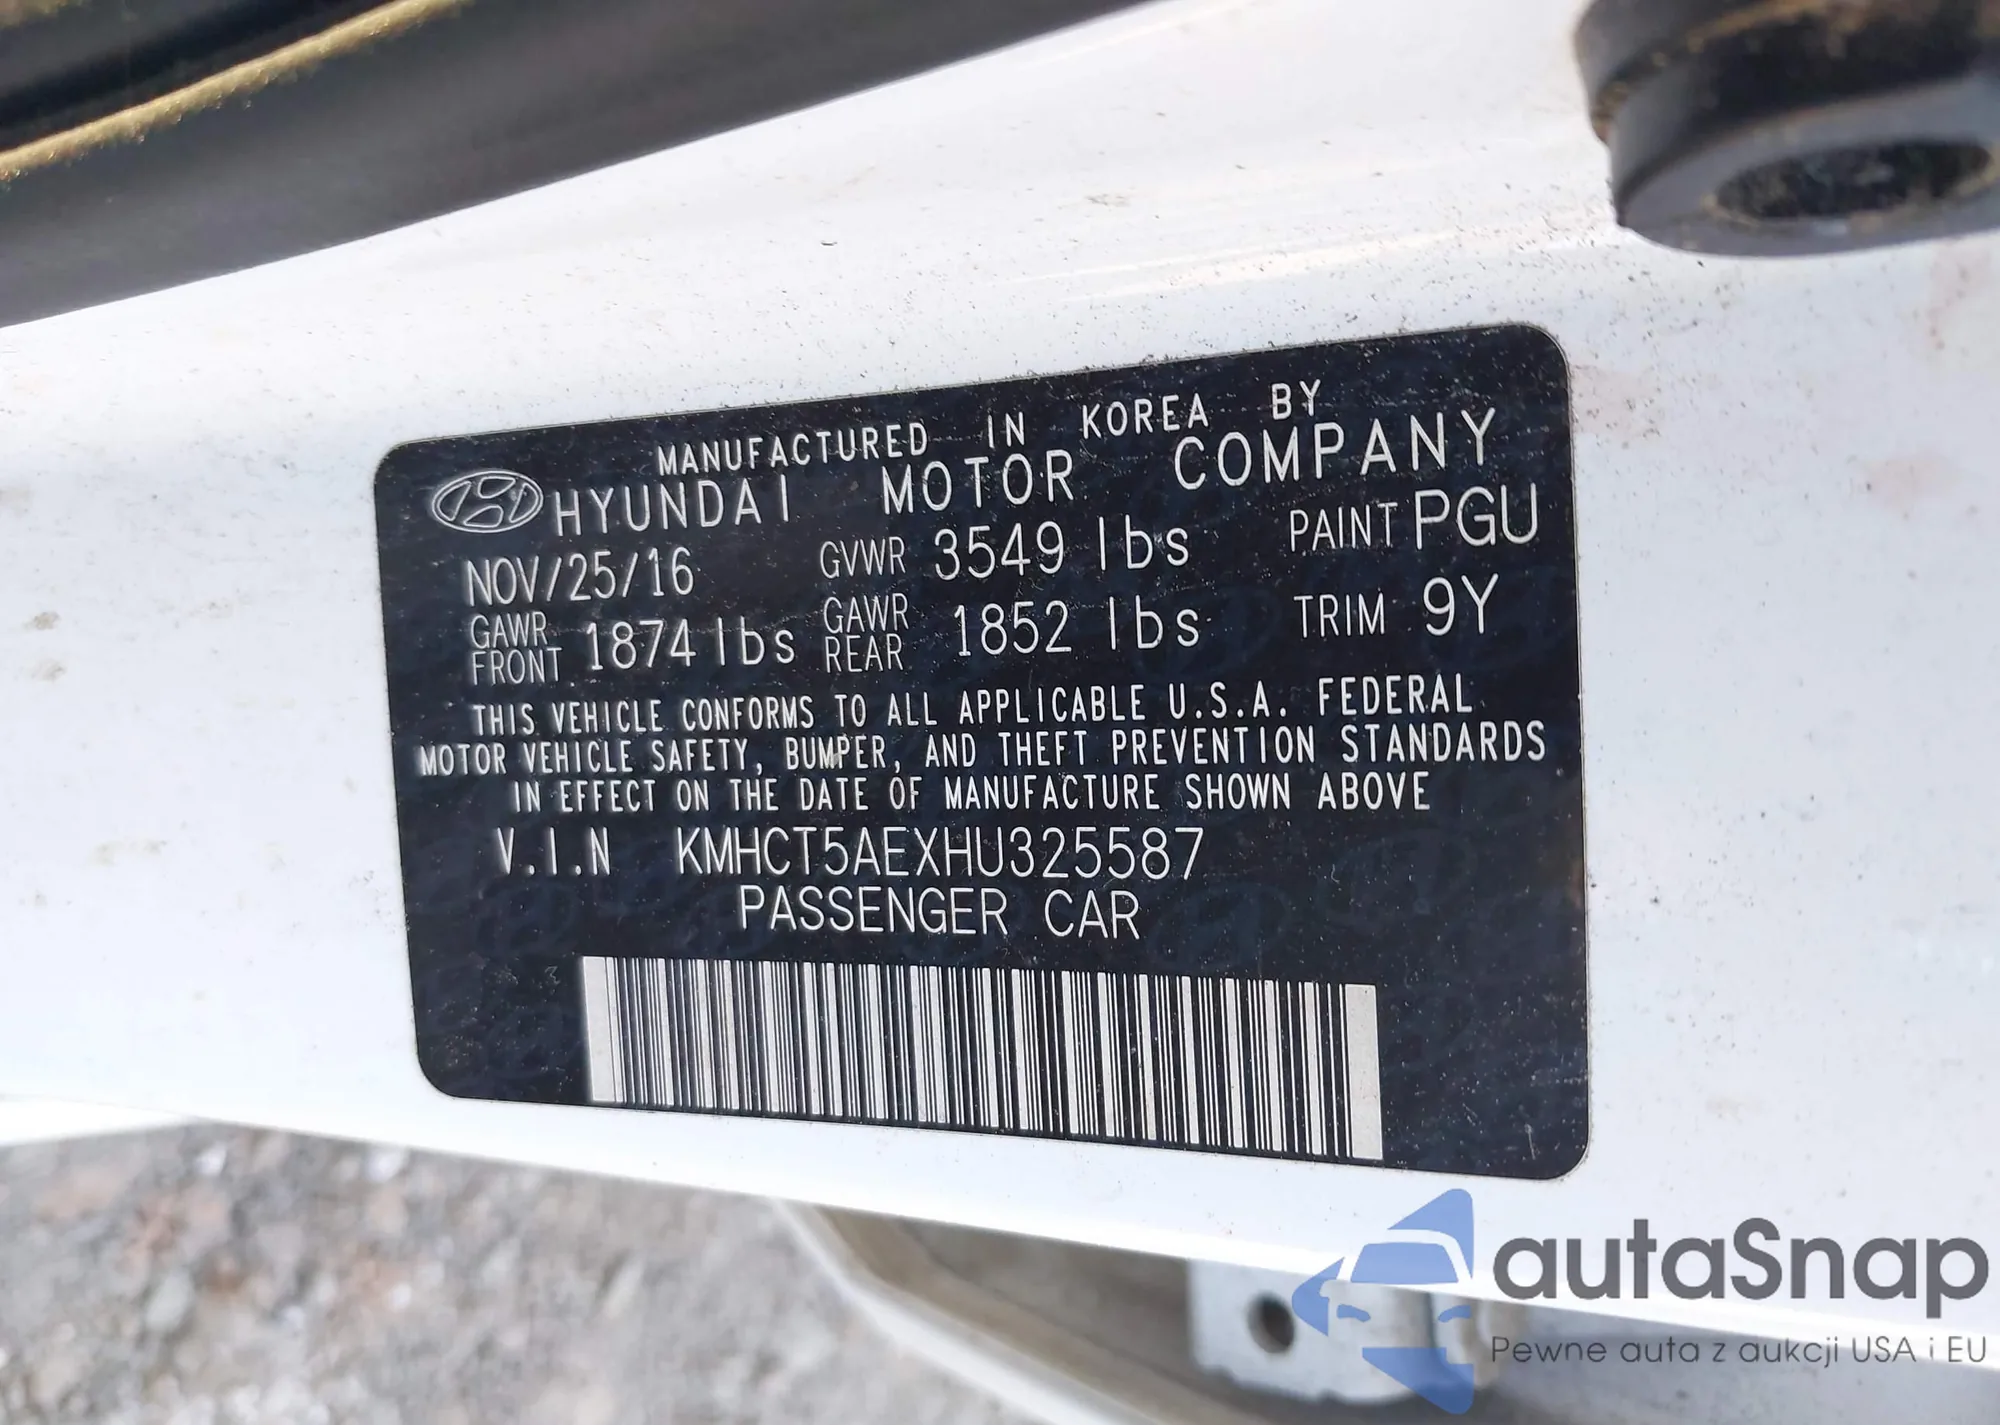 MANUFACTURED IN KOREA BY
HYUNDAI MOTOR COMPANY
NOV/25/16 GVWR 3549 lbs PAINT PGU
GAWR FRONT 1874 lbs GAWR REAR 1852 lbs TRIM 9Y
THIS VEHICLE CONFORMS TO ALL APPLICABLE U.S.A. FEDERAL
MOTOR VEHICLE SAFETY, BUMPER, AND THEFT PREVENTION STANDARDS
IN EFFECT ON THE DATE OF MANUFACTURE SHOWN ABOVE
V.I.N KMHCT5AEXHU325587
PASSENGER CAR
autaSnap
Pewne auta z aukcji USA i EU